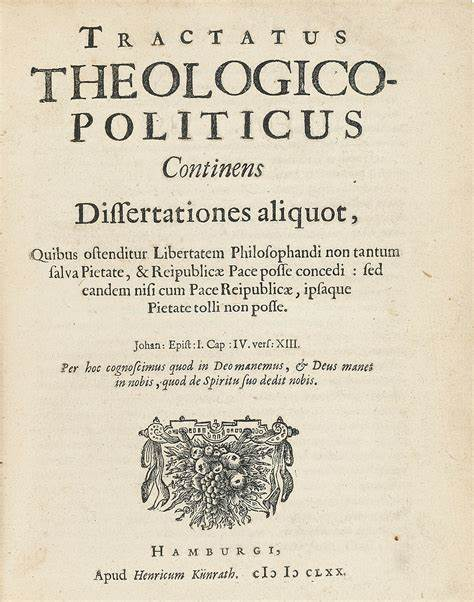 TRACTATUS
THEOLOGICO-
POLITICUS
Continens
Diſſertationes aliquot,
Quibus oſtenditur Libertatem Philoſophandi non tantum
ſalva Pietate, & Reipublicæ Pace poſſe concedi : ſed
eandem niſi cum Pace Reipublicæ, ipſaque
Pietate tolli non poſſe.
Johan: Epiſt: I. Cap: IV. verſ: XIII.
Per hoc cognoſcimus quod in Deo manemus, & Deus manet
in nobis, quod de Spiritu ſuo dedit nobis.
HAMBURGI,
Apud Henricum Künrath. cIɔ Iɔ cLXX.